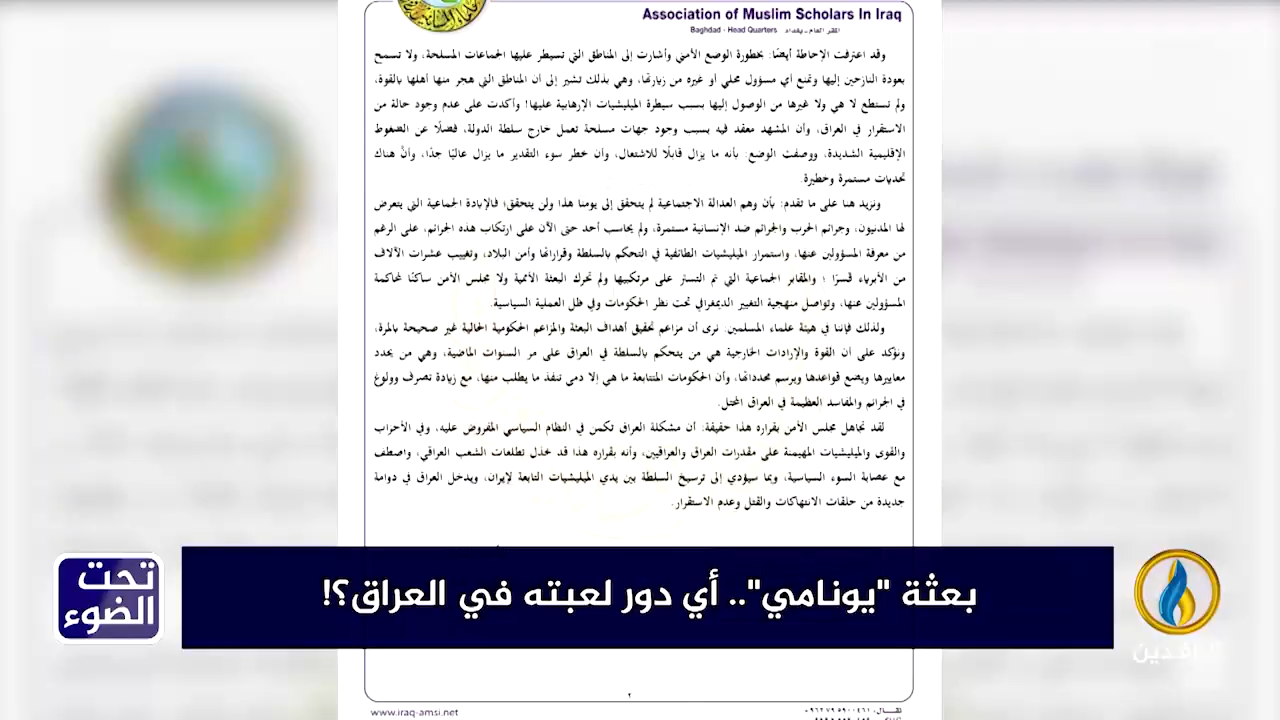 Association of Muslim Scholars In Iraq
Baghdad - Head Quarters المقر العام - بغداد
وقد اعترفت الإحاطة أيضًا: بخطورة الوضع الأمني وأشارت إلى المناطق التي تسيطر عليها الجماعات المسلحة، ولا تسمح
بعودة النازحين إليها وتمنع أي مسؤول محلي أو غيره من زيارتها، وهي بذلك تشير إلى أن المناطق التي هجر منها أهلها بالقوة،
ولم تستطع لا هي ولا غيرها من الوصول إليها بسبب سيطرة الميليشيات الإرهابية عليها! وأكدت على عدم وجود حالة من
الاستقرار في العراق، وأن المشهد معقد فيه بسبب وجود جهات مسلحة تعمل خارج سلطة الدولة، فضلًا عن الضغوط
الإقليمية الشديدة، ووصفت الوضع: بأنه ما يزال قابلًا للاشتعال، وأن خطر سوء التقدير ما يزال عاليًا جدًا، وأنَّ هناك
تحديات مستمرة وخطيرة.
ونزيد هنا على ما تقدم: بأن وهم العدالة الاجتماعية لم يتحقق إلى يومنا هذا ولن يتحقق؛ فالإبادة الجماعية التي يتعرض
لها المدنيون، وجرائم الحرب والجرائم ضد الإنسانية مستمرة، ولم يحاسب أحد حتى الآن على ارتكاب هذه الجرائم، على الرغم
من معرفة المسؤولين عنها، واستمرار الميليشيات الطائفية في التحكم بالسلطة وقراراتها وأمن البلاد، وتغييب عشرات الآلاف
من الأبرياء قسرًا ؛ والمقابر الجماعية التي تم التستر على مرتكبيها ولم تحرك البعثة الأممية ولا مجلس الأمن ساكنًا لمحاكمة
المسؤولين عنها، وتواصل منهجية التغيير الديمغرافي تحت نظر الحكومات وفي ظل العملية السياسية.
ولذلك فإننا في هيئة علماء المسلمين: نرى أن مزاعم تحقيق أهداف البعثة والمزاعم الحكومية الحالية غير صحيحة بالمرة،
ونؤكد على أن القوة والإرادات الخارجية هي من يتحكم بالسلطة في العراق على مر السنوات الماضية، وهي من يحدد
معاييرها ويضع قواعدها ويرسم محدداتها، وأن الحكومات المتتابعة ما هي إلا دمى تنفذ ما يطلب منها، مع زيادة تصرف وولوغ
في الجرائم والمفاسد العظيمة في العراق المحتل.
لقد تجاهل مجلس الأمن بقراره هذا حقيقة: أن مشكلة العراق تكمن في النظام السياسي المفروض عليه، وفي الأحزاب
والقوى والميليشيات المهيمنة على مقدرات العراق والعراقيين، وأنه بقراره هذا قد خذل تطلعات الشعب العراقي، واصطف
مع عصابة السوء السياسية، وبما سيؤدي إلى ترسيخ السلطة بين يدي الميليشيات التابعة لإيران، ويدخل العراق في دوامة
جديدة من حلقات الانتهاكات والقتل وعدم الاستقرار.
تحت
الضوء
بعثة "يونامي".. أي دور لعبته في العراق؟!
٢
www.iraq-amsi.net